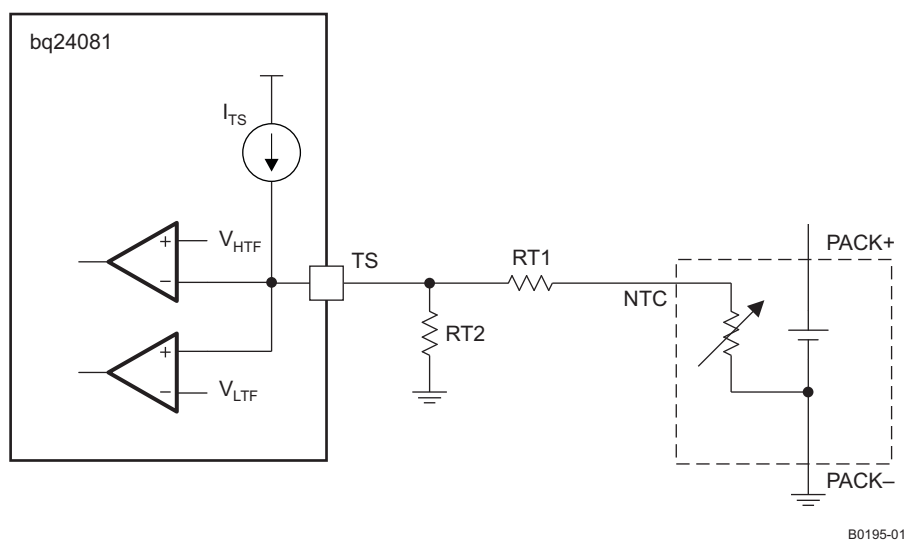 bq24081
I_TS
+
V_HTF
−
TS
RT1
PACK+
NTC
RT2
+
−
V_LTF
PACK–
B0195-01